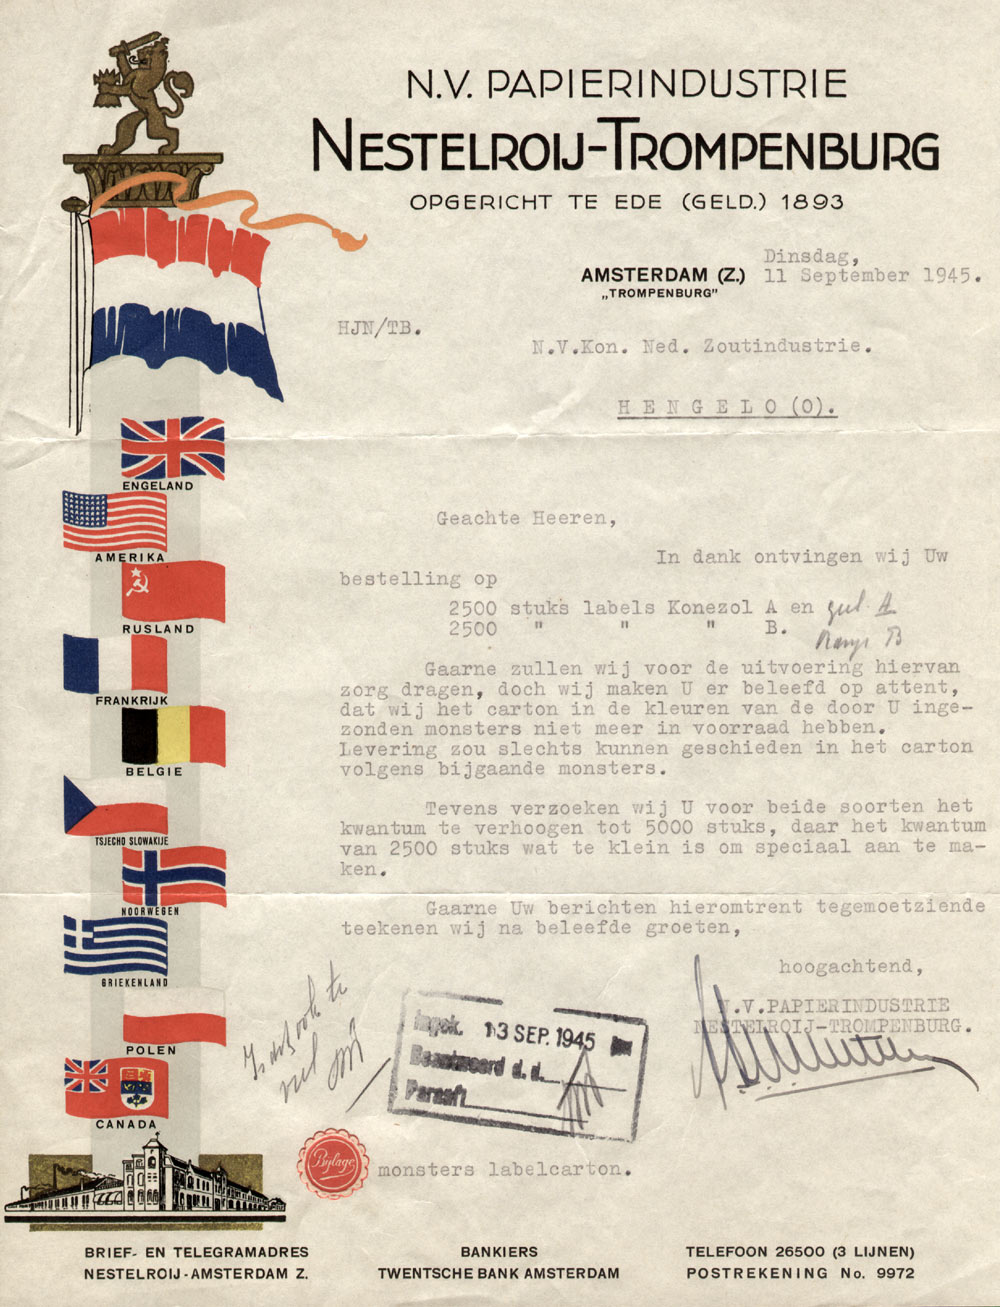 N.V. PAPIERINDUSTRIE
NESTELROIJ-TROMPENBURG
OPGERICHT TE EDE (GELD.) 1893
Dinsdag,
AMSTERDAM (Z.) 11 September 1945.
„TROMPENBURG"
HJN/TB.
N.V.Kon. Ned. Zoutindustrie.
HENGELO(O).
ENGELAND
AMERIKA
RUSLAND
FRANKRIJK
BELGIE
TSJECHO SLOWAKIJE
NOORWEGEN
GRIEKENLAND
POLEN
CANADA
Geachte Heeren,
In dank ontvingen wij Uw
bestelling op
2500 stuks labels Konezol A en geel A
2500 " " " B. B
Gaarne zullen wij voor de uitvoering hiervan
zorg dragen, doch wij maken U er beleefd op attent,
dat wij het carton in de kleuren van de door U inge-
zonden monsters niet meer in voorraad hebben.
Levering zou slechts kunnen geschieden in het carton
volgens bijgaande monsters.
Tevens verzoeken wij U voor beide soorten het
kwantum te verhoogen tot 5000 stuks, daar het kwantum
van 2500 stuks wat te klein is om speciaal aan te ma-
ken.
Gaarne Uw berichten hieromtrent tegemoetziende
teekenen wij na beleefde groeten,
hoogachtend,
N.V.PAPIERINDUSTRIE
NESTELROIJ-TROMPENBURG.
Is dat ook te
veel
Ingek. 13 SEP. 1945
Beantwoord d. d.
Paraaf
Bijlage
monsters labelcarton.
BRIEF- EN TELEGRAMADRES
NESTELROIJ-AMSTERDAM Z.
BANKIERS
TWENTSCHE BANK AMSTERDAM
TELEFOON 26500 (3 LIJNEN)
POSTREKENING No. 9972